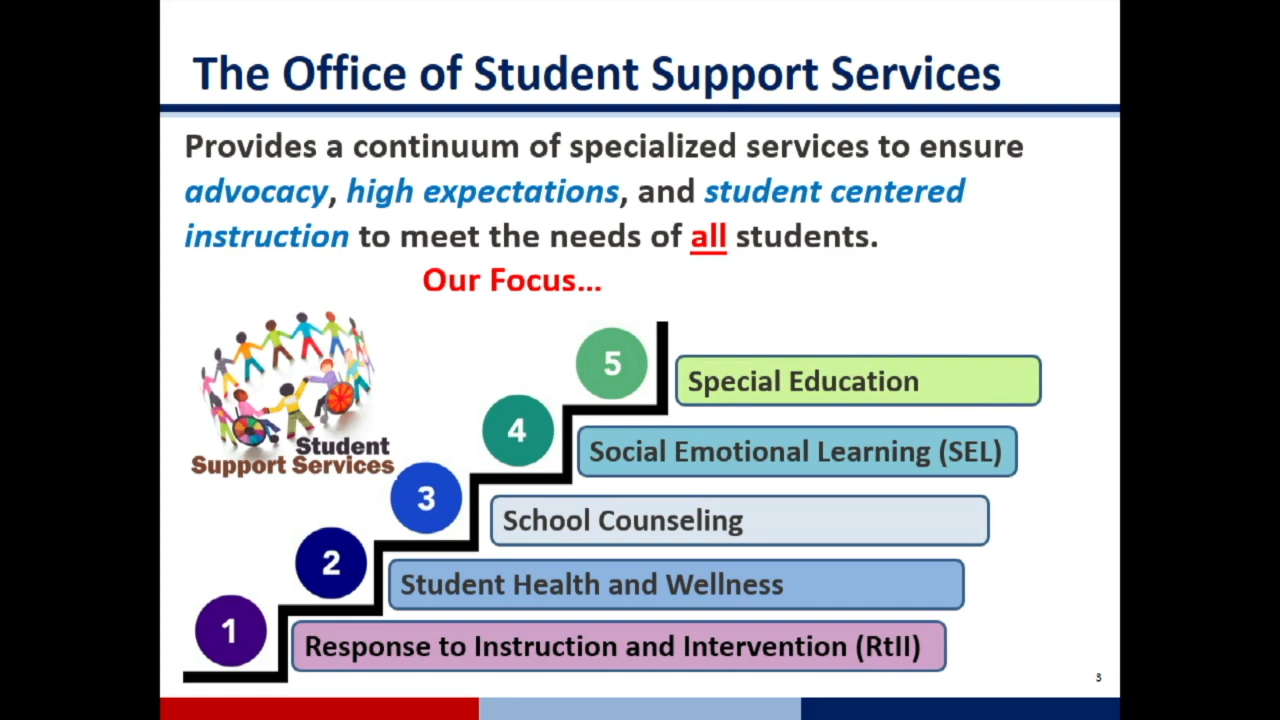 The Office of Student Support Services
Provides a continuum of specialized services to ensure
advocacy, high expectations, and student centered
instruction to meet the needs of all students.
Our Focus...
Student
Support Services
5
Special Education
4
Social Emotional Learning (SEL)
3
School Counseling
2
Student Health and Wellness
1
Response to Instruction and Intervention (RtII)
3